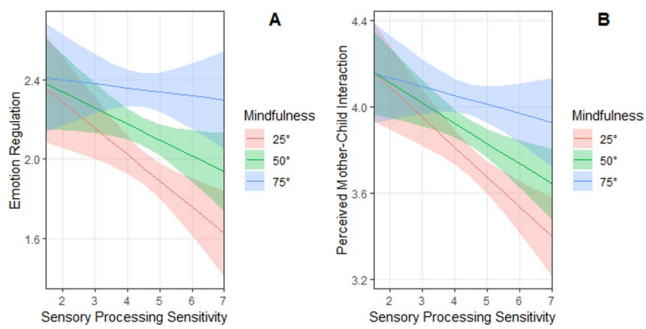 A
Emotion Regulation
2.4
2.0
1.6
2 3 4 5 6 7
Sensory Processing Sensitivity
Mindfulness
25°
50°
75°
B
Perceived Mother-Child Interaction
4.4
4.0
3.6
3.2
2 3 4 5 6 7
Sensory Processing Sensitivity
Mindfulness
25°
50°
75°